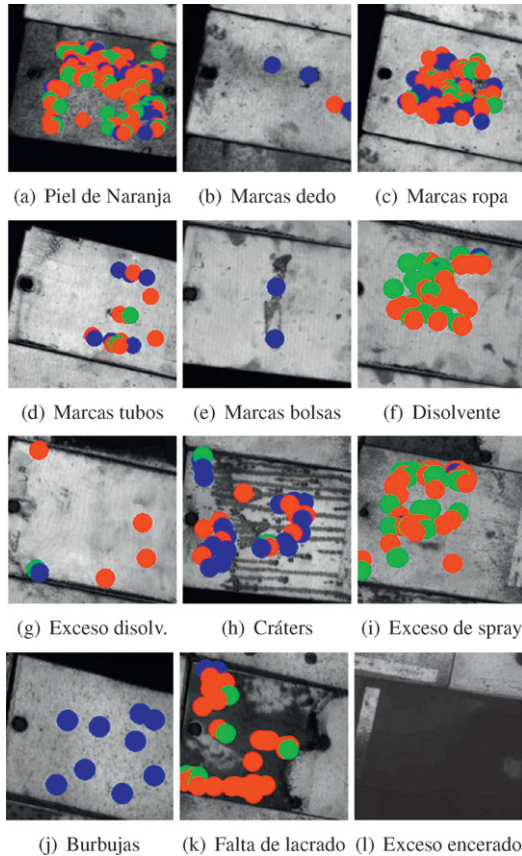 (a) Piel de Naranja (b) Marcas dedo (c) Marcas ropa
(d) Marcas tubos (e) Marcas bolsas (f) Disolvente
(g) Exceso disolv. (h) Cráters (i) Exceso de spray
(j) Burbujas (k) Falta de lacrado (l) Exceso encerado